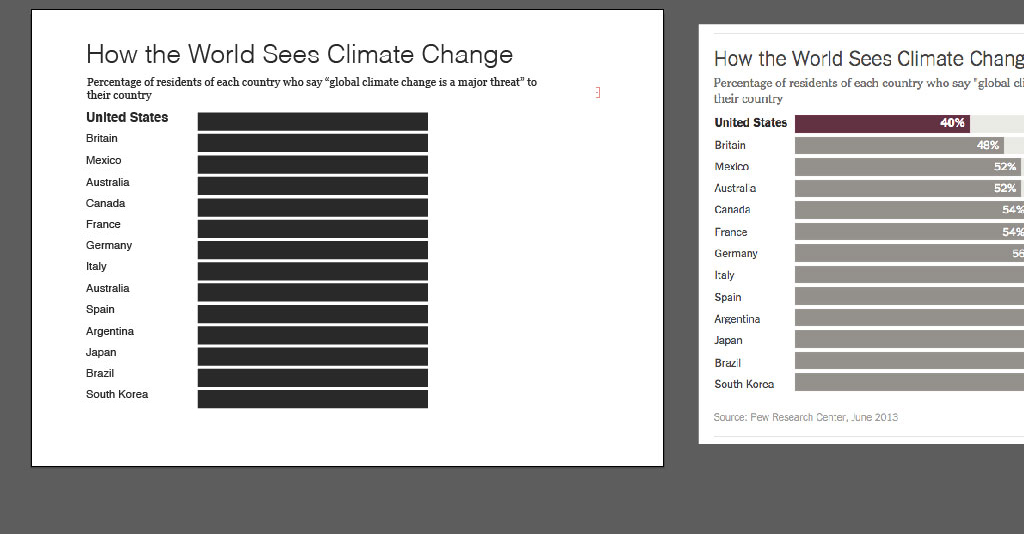 How the World Sees Climate Change
Percentage of residents of each country who say “global climate change is a major threat” to
their country
United States
Britain
Mexico
Australia
Canada
France
Germany
Italy
Australia
Spain
Argentina
Japan
Brazil
South Korea
How the World Sees Climate Chang
Percentage of residents of each country who say "global cli
their country
United States 40%
Britain 48%
Mexico 52%
Australia 52%
Canada 54%
France 54%
Germany 56
Italy
Spain
Argentina
Japan
Brazil
South Korea
Source: Pew Research Center, June 2013